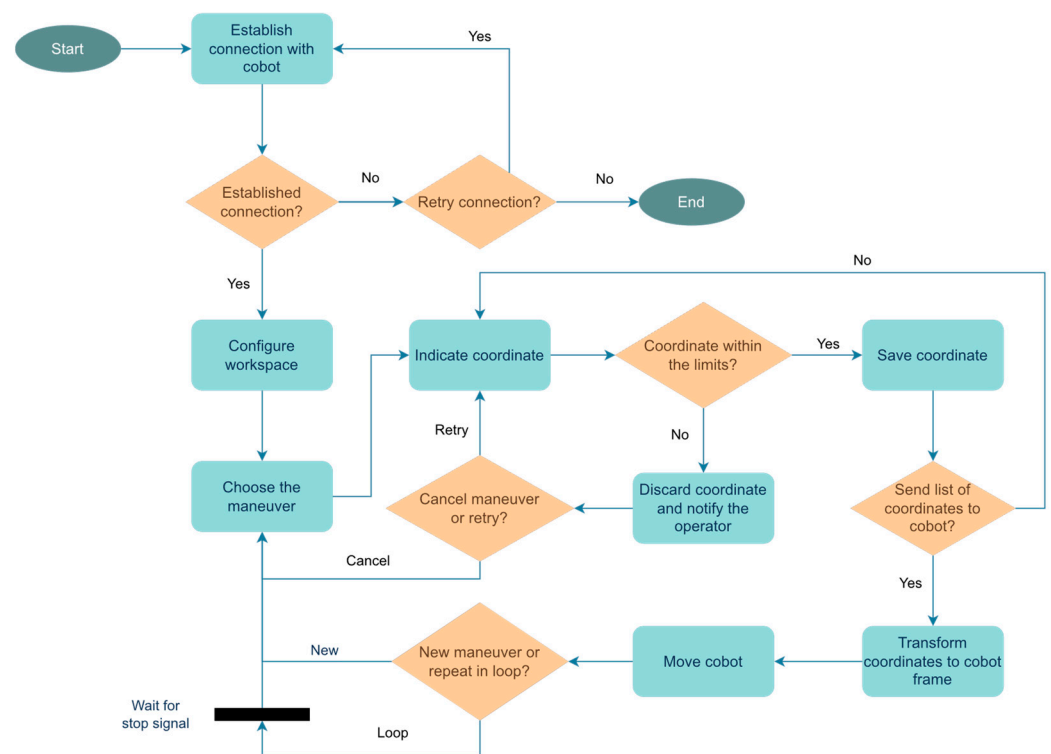 Start
Establish
connection with
cobot
Yes
Established
connection?
No
Retry connection?
No
End
Yes
No
Configure
workspace
Indicate coordinate
Coordinate within
the limits?
Yes
Save coordinate
Retry
No
Choose the
maneuver
Cancel maneuver
or retry?
Discard coordinate
and notify the
operator
Send list of
coordinates to
cobot?
Cancel
Yes
New
New maneuver or
repeat in loop?
Move cobot
Transform
coordinates to cobot
frame
Wait for
stop signal
Loop